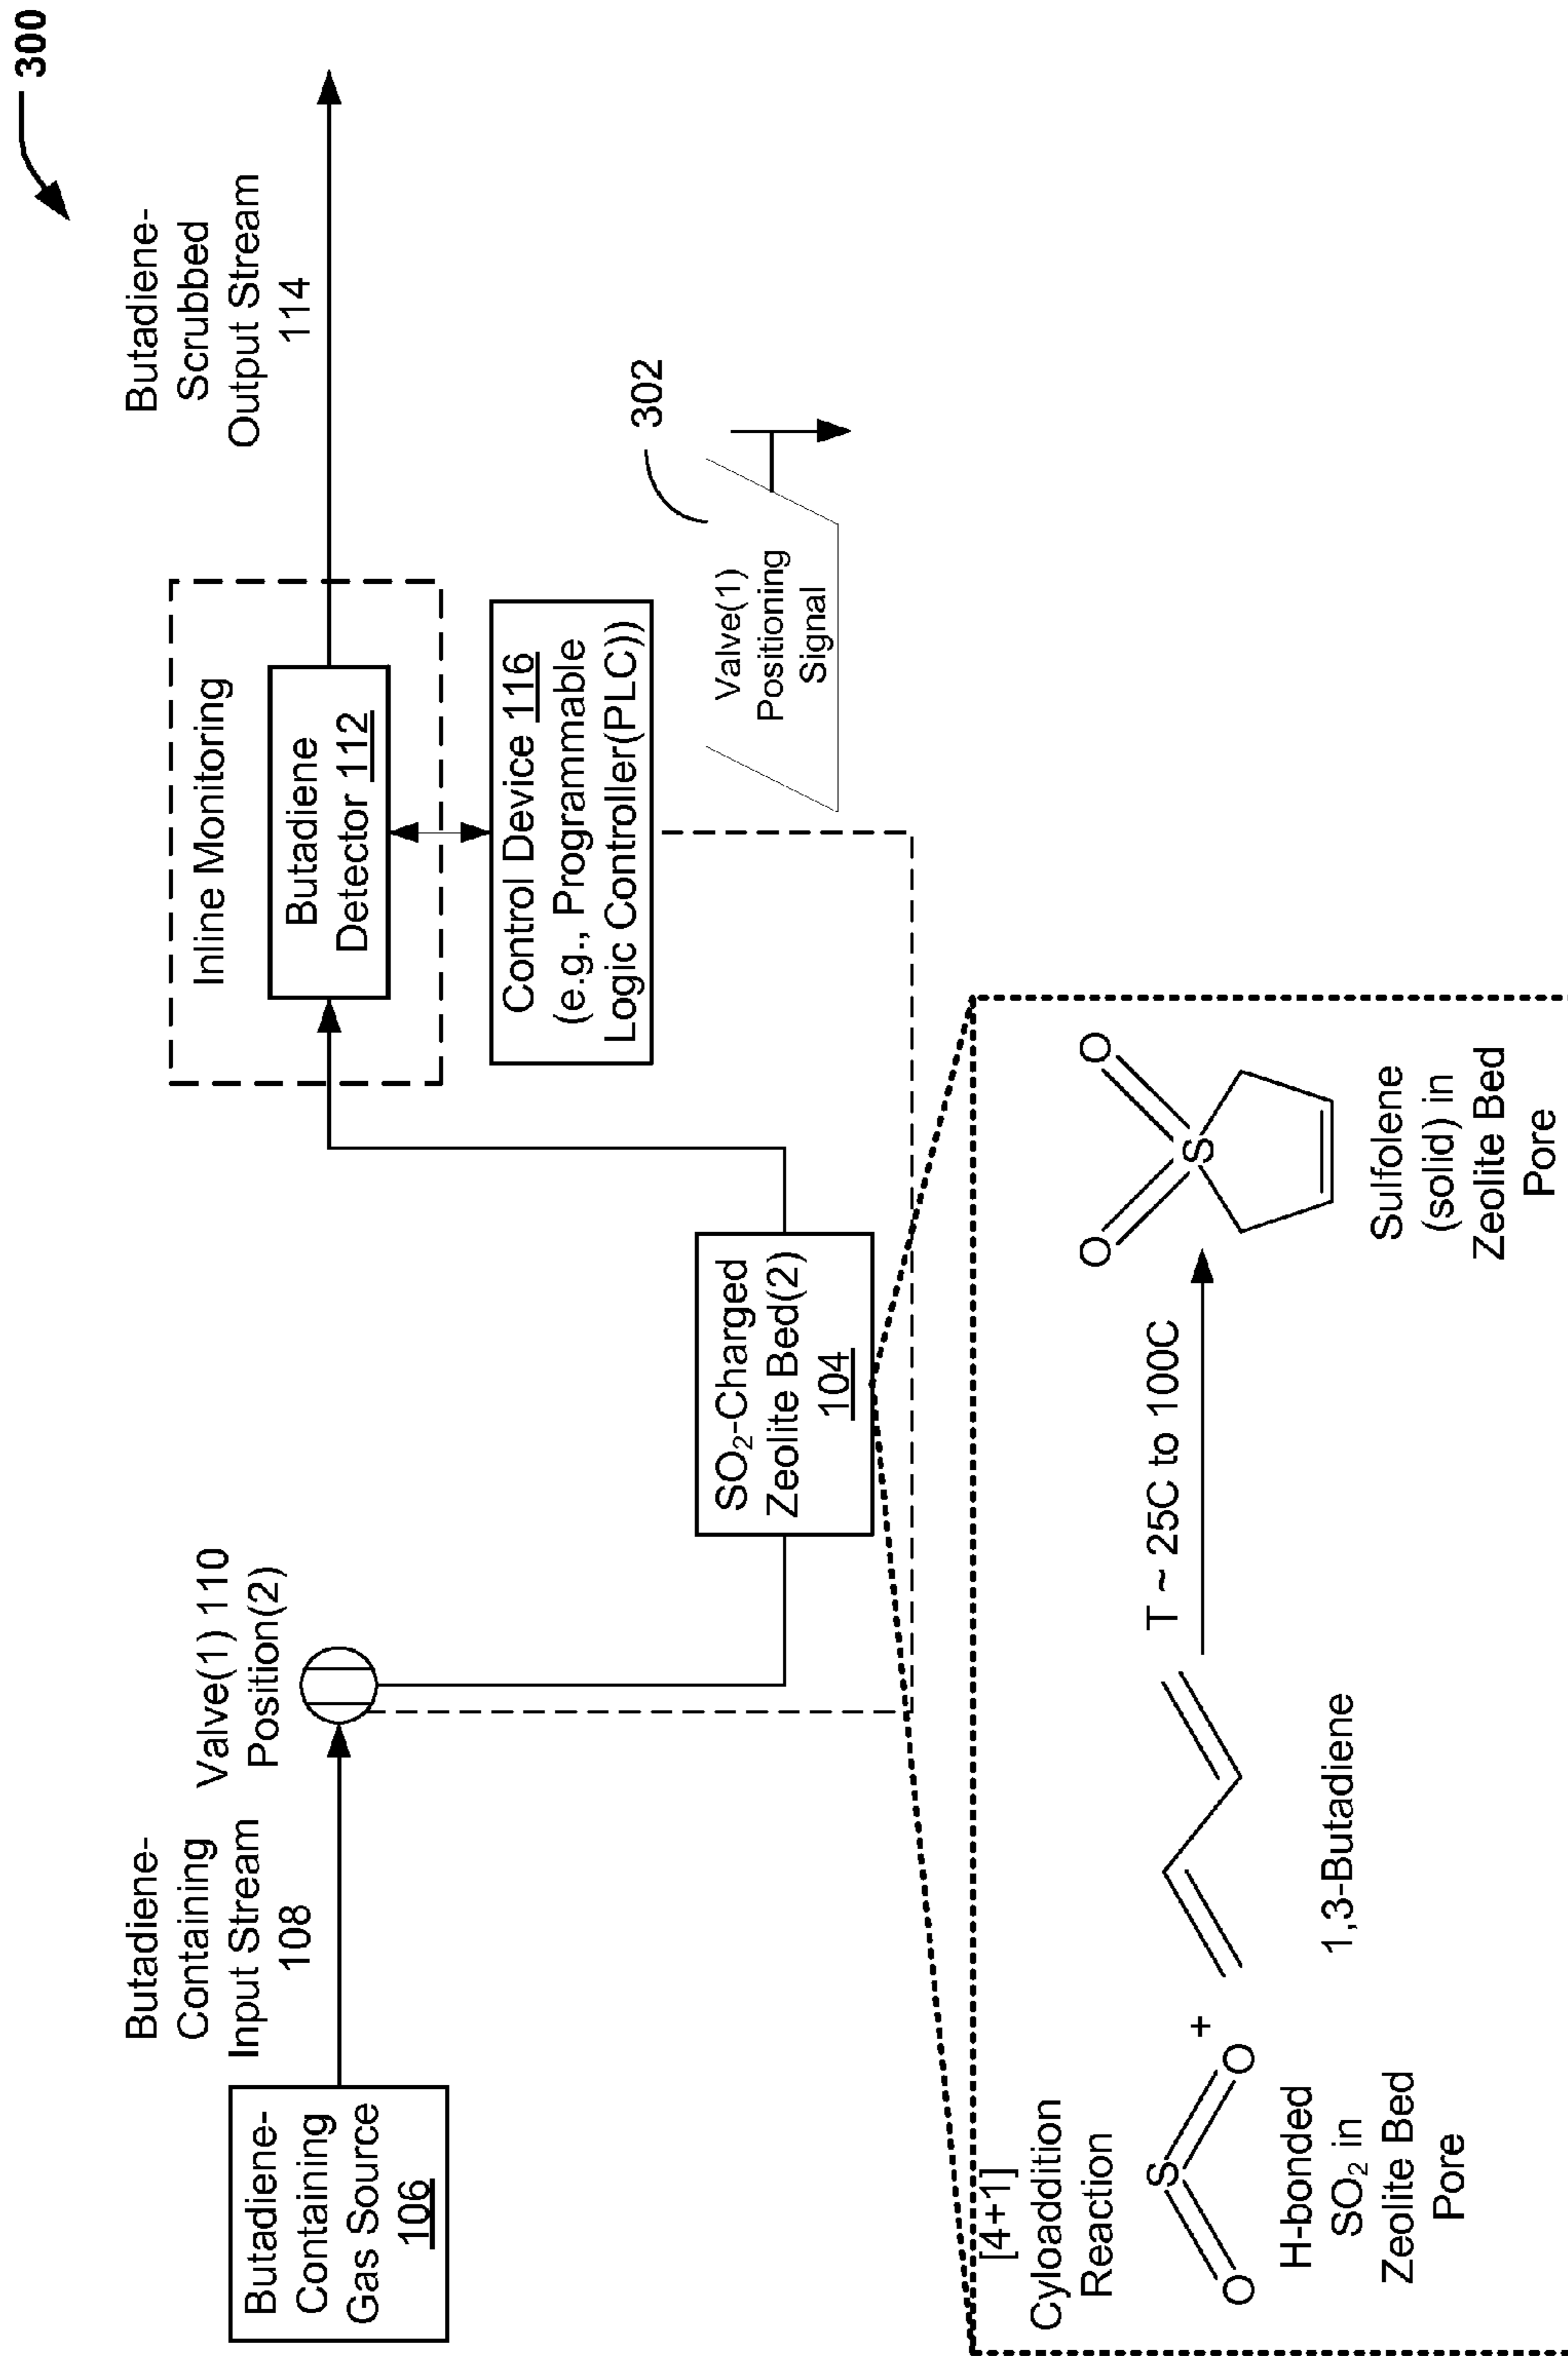 300
Butadiene-
Containing
Gas Source
106
Butadiene-
Containing
Input Stream
108
Valve(1) 110
Position(2)
SO₂-Charged
Zeolite Bed(2)
104
Inline Monitoring
Butadiene
Detector 112
Control Device 116
(e.g., Programmable
Logic Controller(PLC))
Butadiene-
Scrubbed
Output Stream
114
302
Valve(1)
Positioning
Signal
[4+1]
Cyloaddition
Reaction
O
S
O
+
H-bonded
SO₂ in
Zeolite Bed
Pore
1,3-Butadiene
T ~ 25C to 100C
O
O
S
Sulfolene
(solid) in
Zeolite Bed
Pore